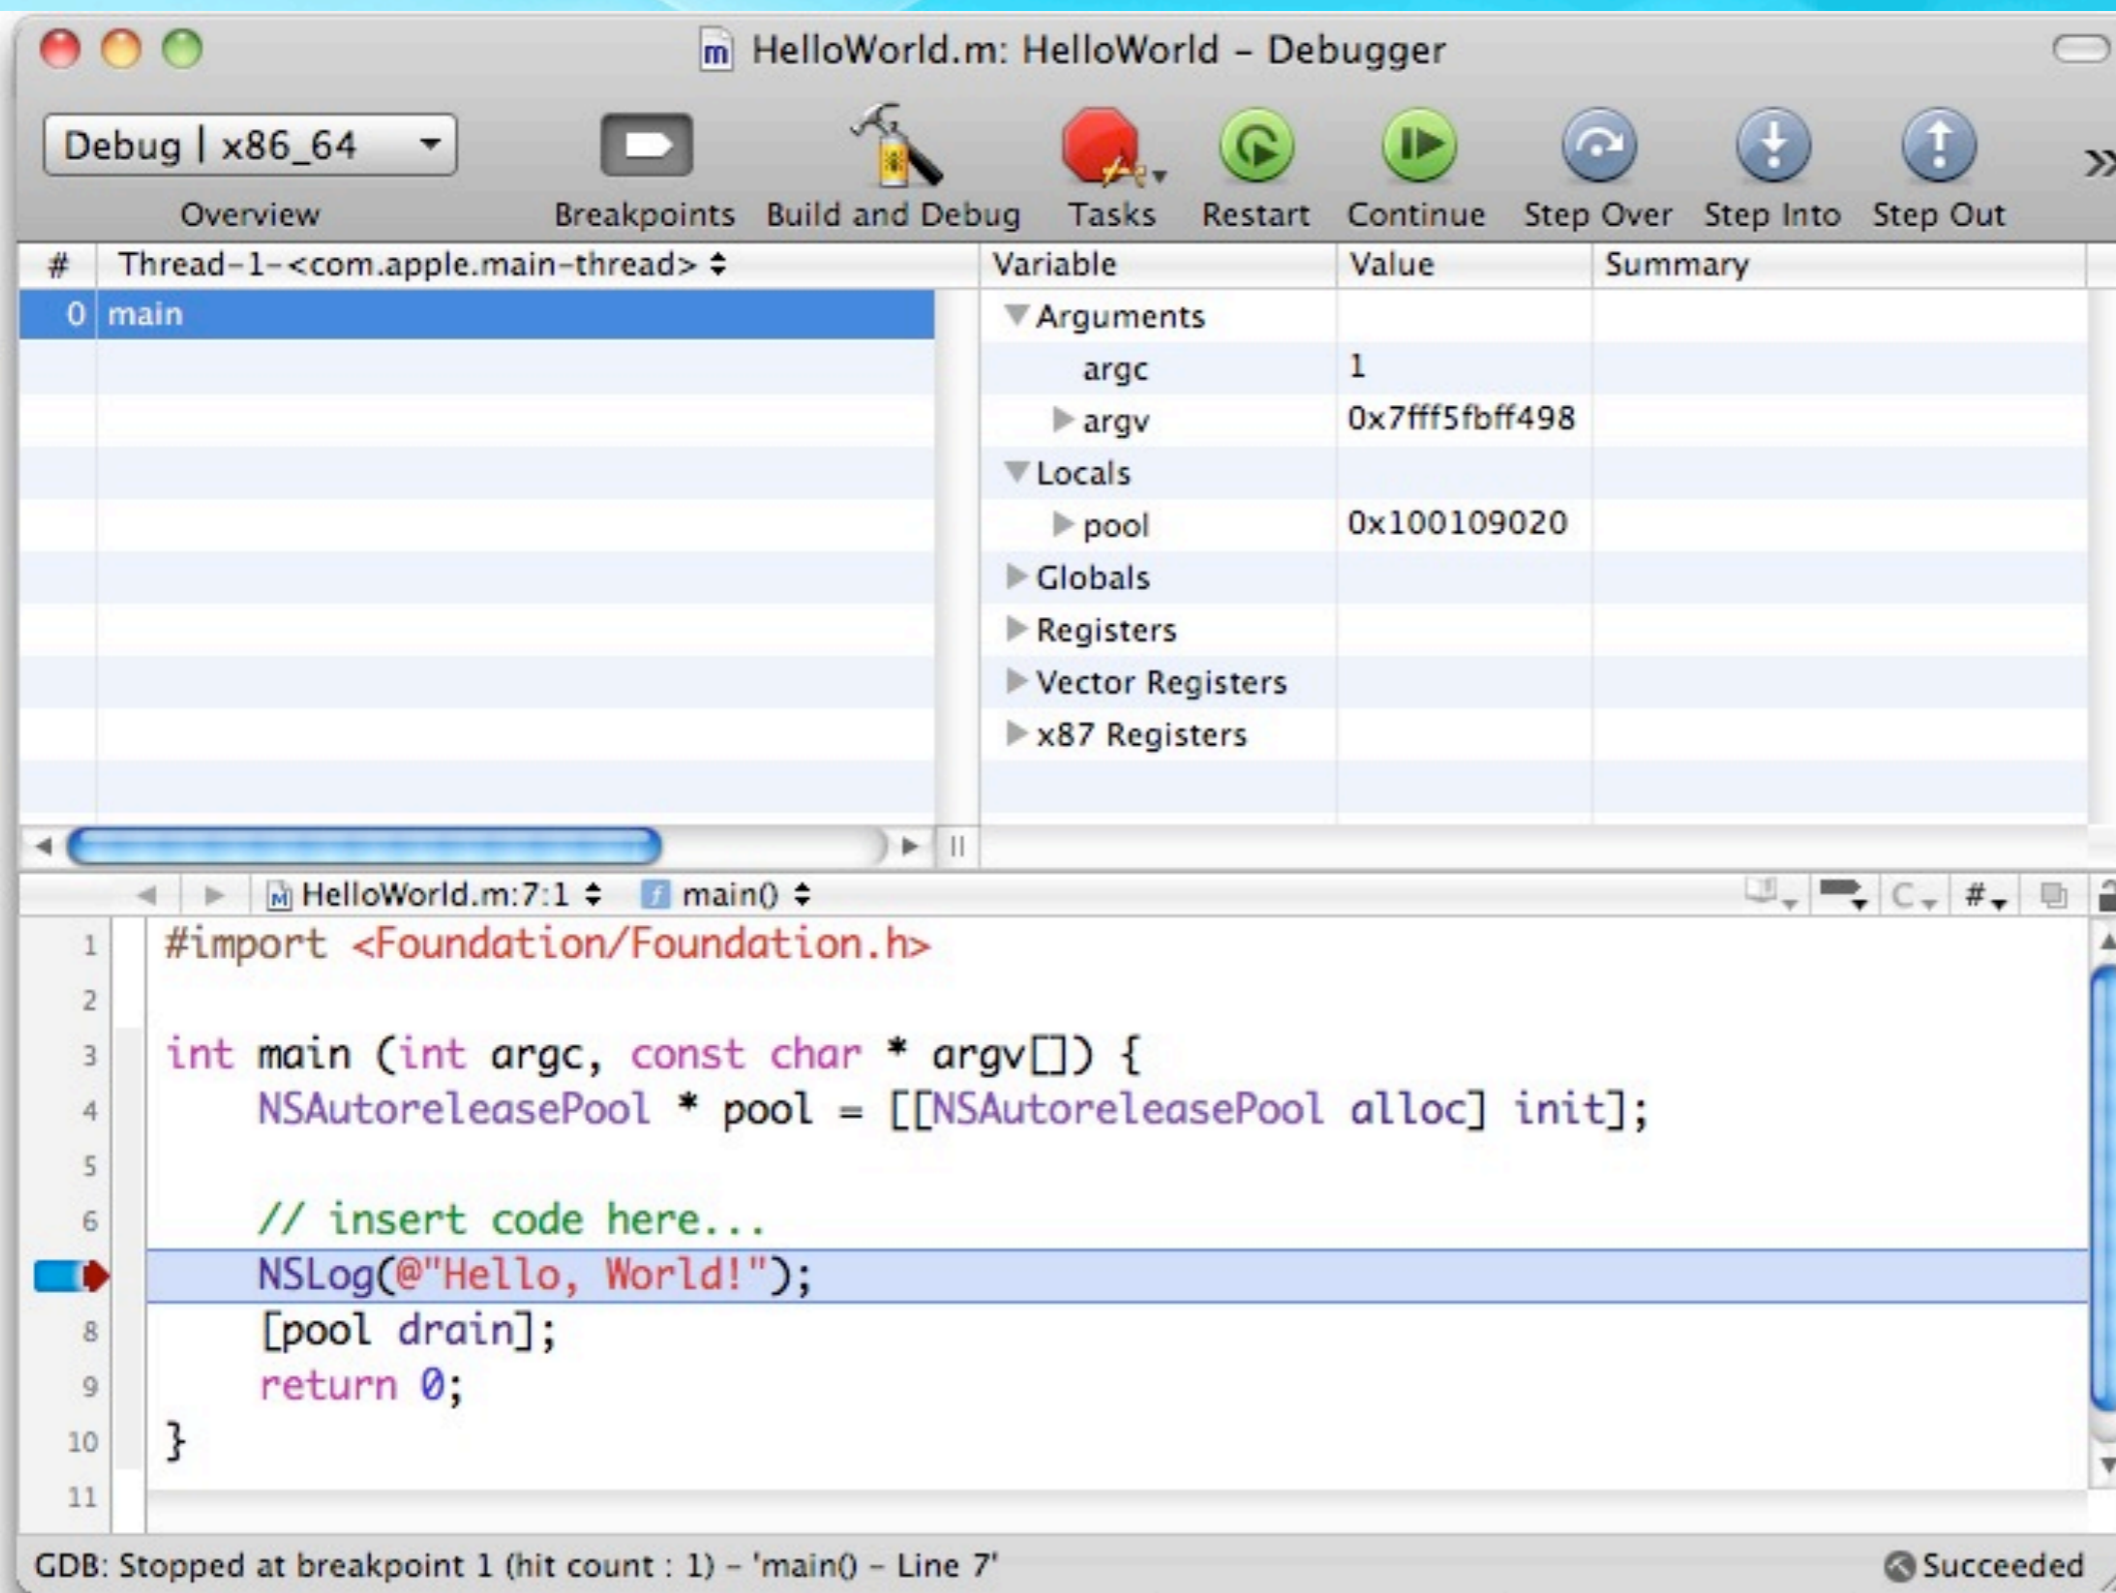 HelloWorld.m: HelloWorld – Debugger
Debug | x86_64
Overview Breakpoints Build and Debug Tasks Restart Continue Step Over Step Into Step Out
# Thread-1-<com.apple.main-thread> Variable Value Summary
0 main
Arguments
argc 1
argv 0x7fff5fbff498
Locals
pool 0x100109020
Globals
Registers
Vector Registers
x87 Registers
HelloWorld.m:7:1 main() C #
1 #import <Foundation/Foundation.h>
2
3 int main (int argc, const char * argv[]) {
4 NSAutoreleasePool * pool = [[NSAutoreleasePool alloc] init];
5
6 // insert code here...
NSLog(@"Hello, World!");
8 [pool drain];
9 return 0;
10 }
11
GDB: Stopped at breakpoint 1 (hit count : 1) – 'main() – Line 7' Succeeded